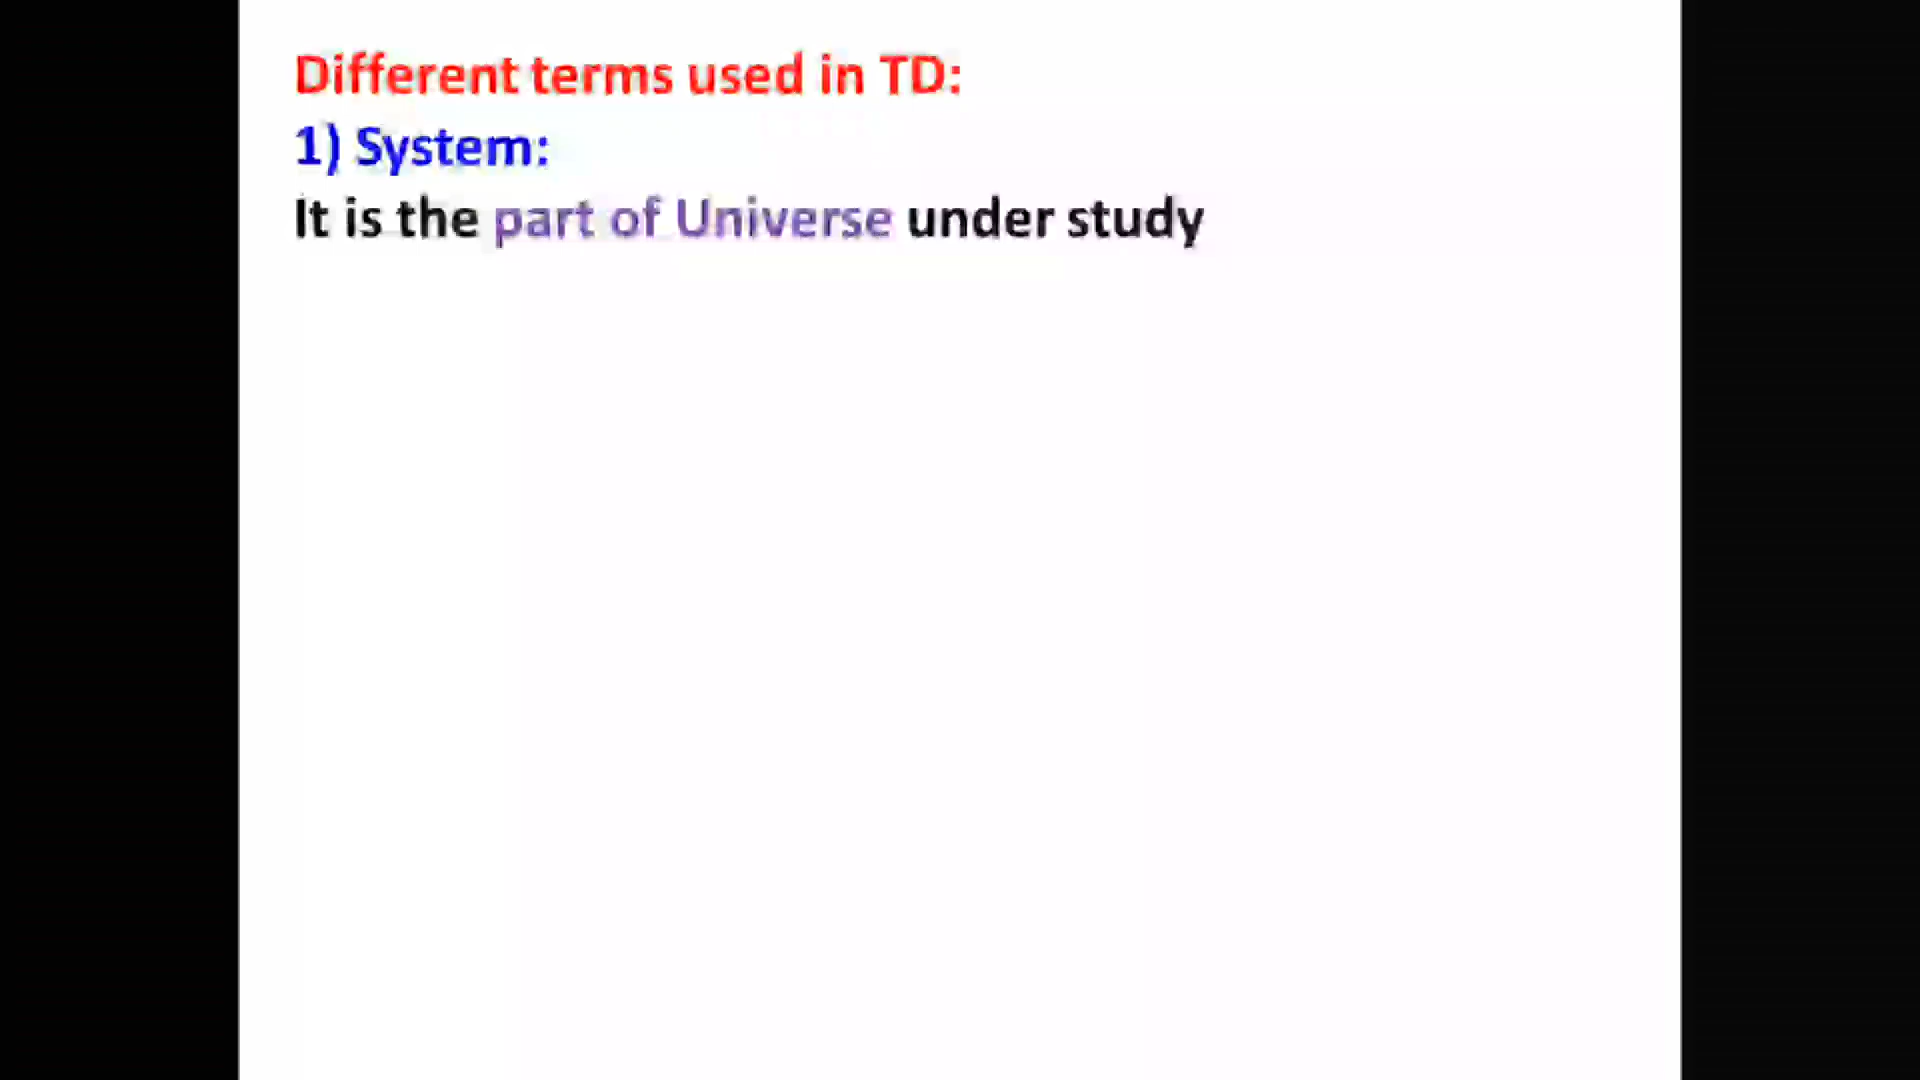 Different terms used in TD:
1) System:
It is the part of Universe under study